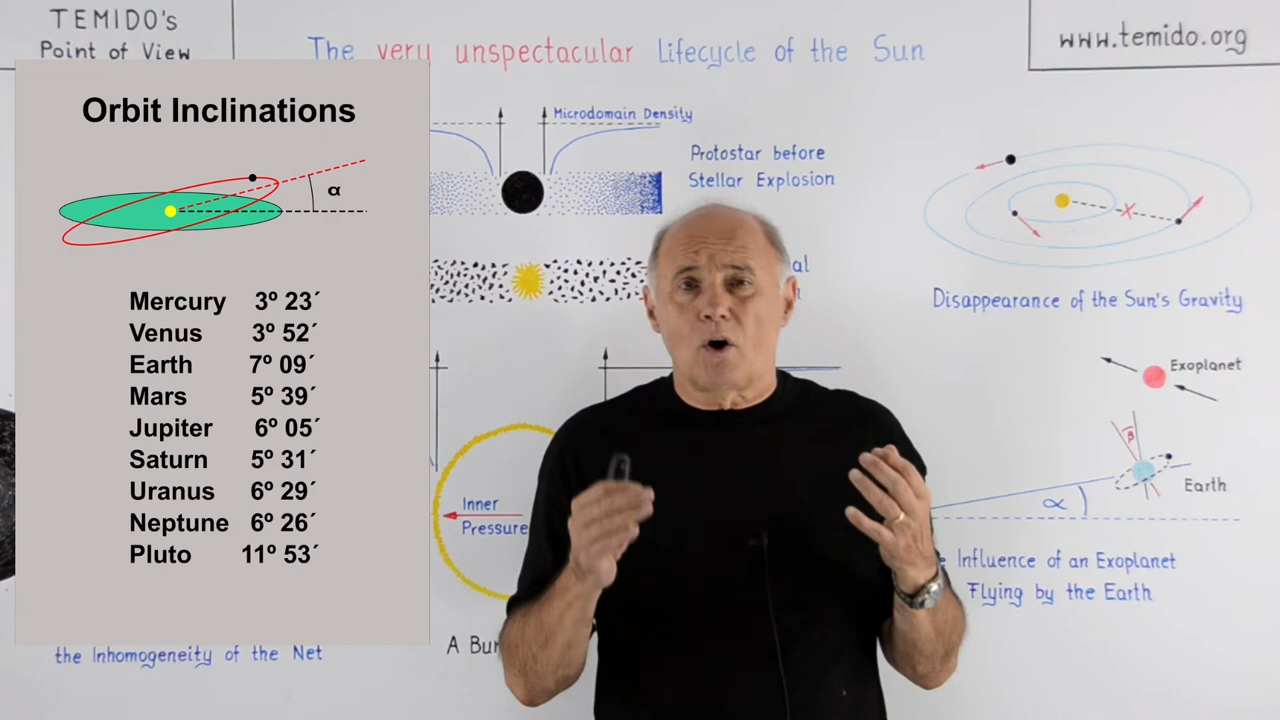 TEMIDO's
Point of View
The very unspectacular Lifecycle of the Sun
www.temido.org
Orbit Inclinations
α
Mercury 3º 23´
Venus 3º 52´
Earth 7º 09´
Mars 5º 39´
Jupiter 6º 05´
Saturn 5º 31´
Uranus 6º 29´
Neptune 6º 26´
Pluto 11º 53´
Microdomain Density
Protostar before
Stellar Explosion
Inner
Pressure
the Inhomogeneity of the Net
A
X
Disappearance of the Sun's Gravity
Exoplanet
β
Earth
α
Influence of an Exoplanet
Flying by the Earth